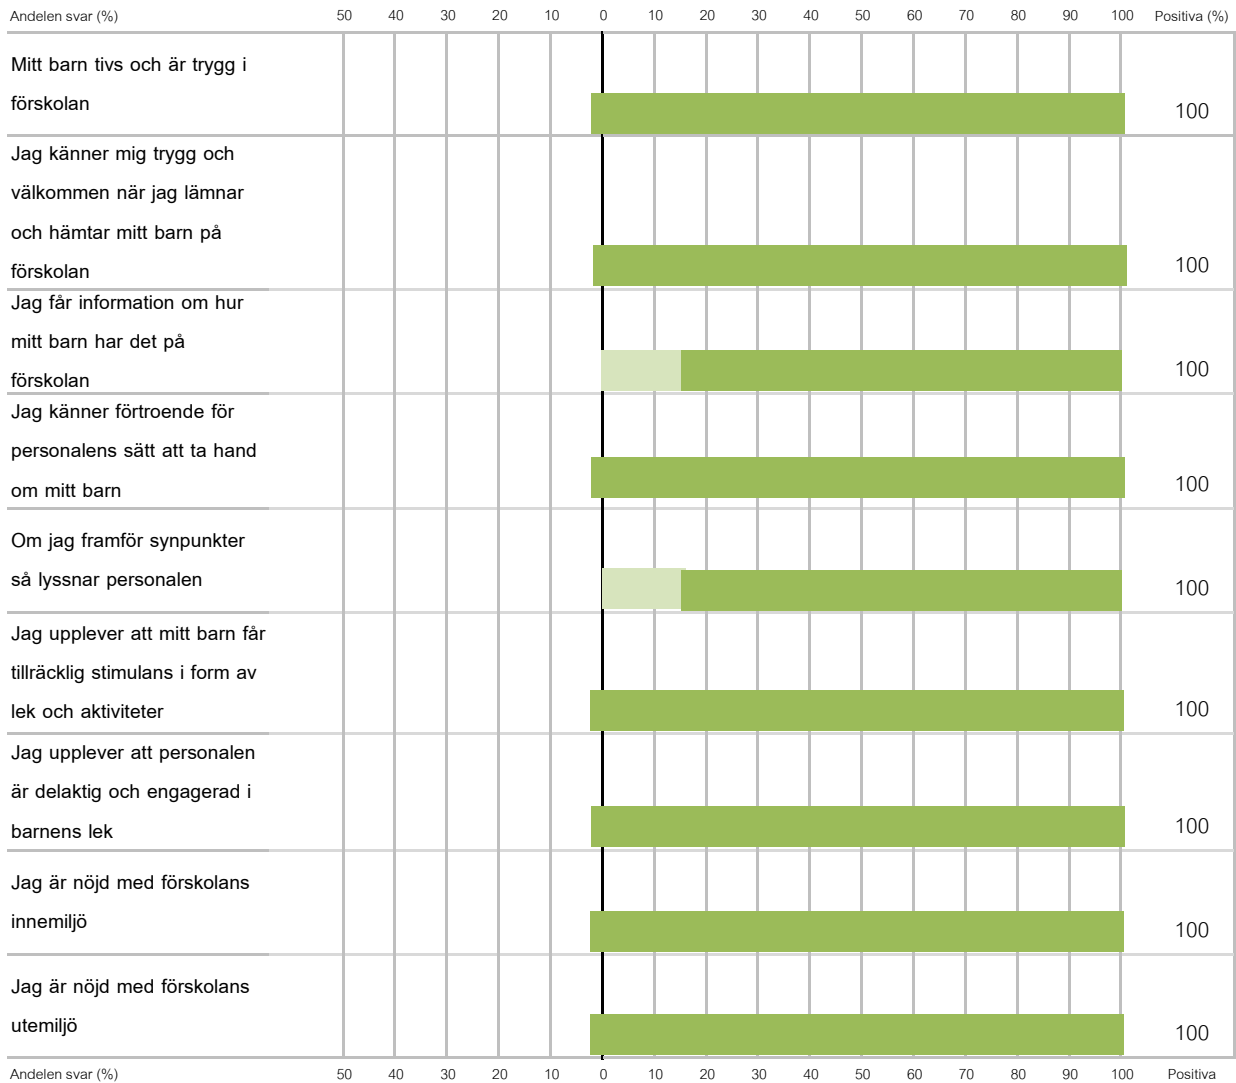 Andelen svar (%) 50 40 30 20 10 0 10 20 30 40 50 60 70 80 90 100 Positiva (%)
Mitt barn tivs och är trygg i
förskolan
100
Jag känner mig trygg och
välkommen när jag lämnar
och hämtar mitt barn på
förskolan
100
Jag får information om hur
mitt barn har det på
förskolan
100
Jag känner förtroende för
personalens sätt att ta hand
om mitt barn
100
Om jag framför synpunkter
så lyssnar personalen
100
Jag upplever att mitt barn får
tillräcklig stimulans i form av
lek och aktiviteter
100
Jag upplever att personalen
är delaktig och engagerad i
barnens lek
100
Jag är nöjd med förskolans
innemiljö
100
Jag är nöjd med förskolans
utemiljö
100
Andelen svar (%) 50 40 30 20 10 0 10 20 30 40 50 60 70 80 90 100 Positiva